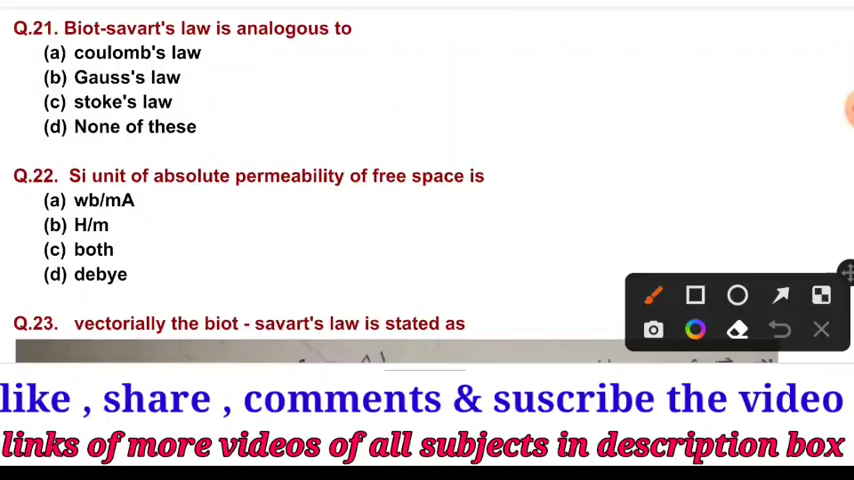 Q.21. Biot-savart's law is analogous to
(a) coulomb's law
(b) Gauss's law
(c) stoke's law
(d) None of these
Q.22. Si unit of absolute permeability of free space is
(a) wb/mA
(b) H/m
(c) both
(d) debye
Q.23. vectorially the biot - savart's law is stated as
like , share , comments & suscribe the video
links of more videos of all subjects in description box